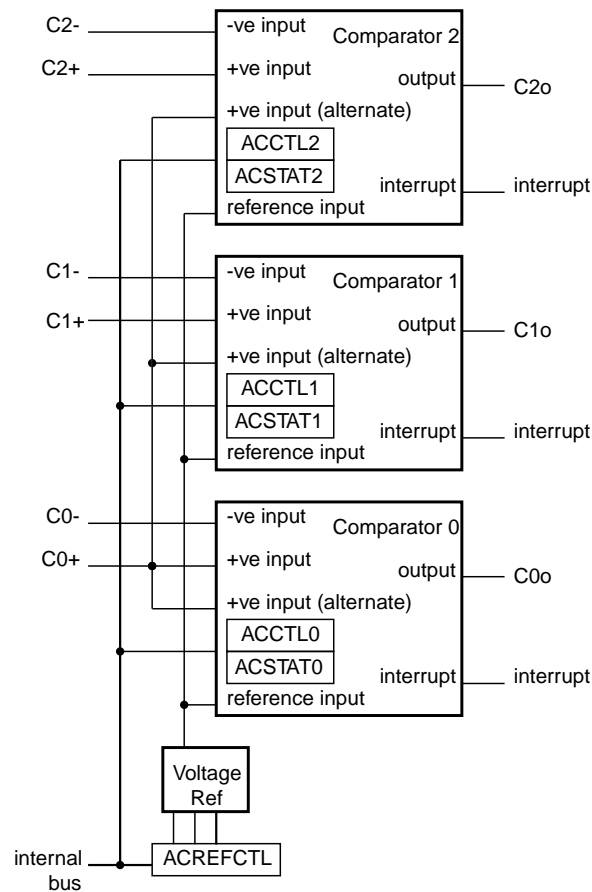 C2-
-ve input
Comparator 2
C2+
+ve input
output
C2o
+ve input (alternate)
ACCTL2
ACSTAT2
interrupt
interrupt
reference input
C1-
-ve input
Comparator 1
C1+
+ve input
output
C1o
+ve input (alternate)
ACCTL1
ACSTAT1
interrupt
interrupt
reference input
C0-
-ve input
Comparator 0
C0+
+ve input
output
C0o
+ve input (alternate)
ACCTL0
ACSTAT0
interrupt
interrupt
reference input
Voltage
Ref
internal
bus
ACREFCTL